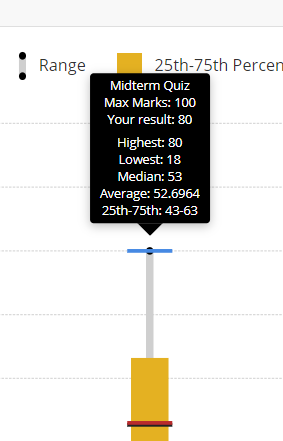 Range
25th-75th Percen
Midterm Quiz
Max Marks: 100
Your result: 80
Highest: 80
Lowest: 18
Median: 53
Average: 52.6964
25th-75th: 43-63